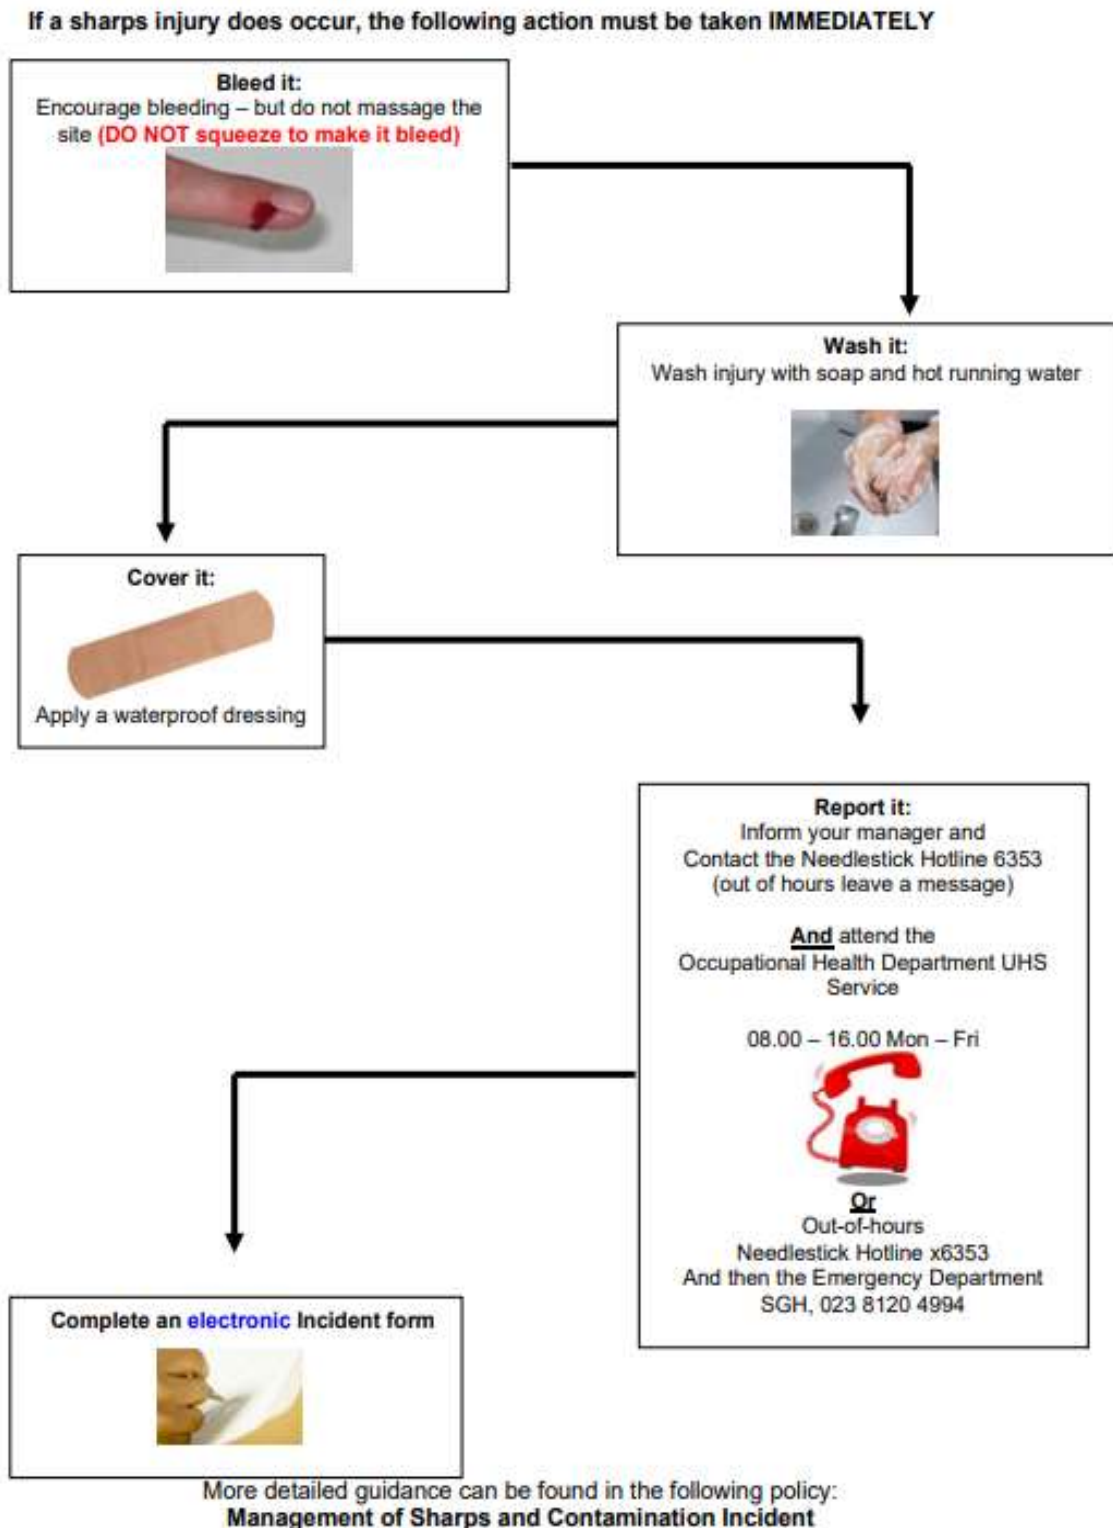 If a sharps injury does occur, the following action must be taken IMMEDIATELY
Bleed it:
Encourage bleeding – but do not massage the
site (DO NOT squeeze to make it bleed)
Wash it:
Wash injury with soap and hot running water
Cover it:
Apply a waterproof dressing
Report it:
Inform your manager and
Contact the Needlestick Hotline 6353
(out of hours leave a message)
And attend the
Occupational Health Department UHS
Service
08.00 – 16.00 Mon – Fri
Or
Out-of-hours
Needlestick Hotline x6353
And then the Emergency Department
SGH, 023 8120 4994
Complete an electronic Incident form
More detailed guidance can be found in the following policy:
Management of Sharps and Contamination Incident